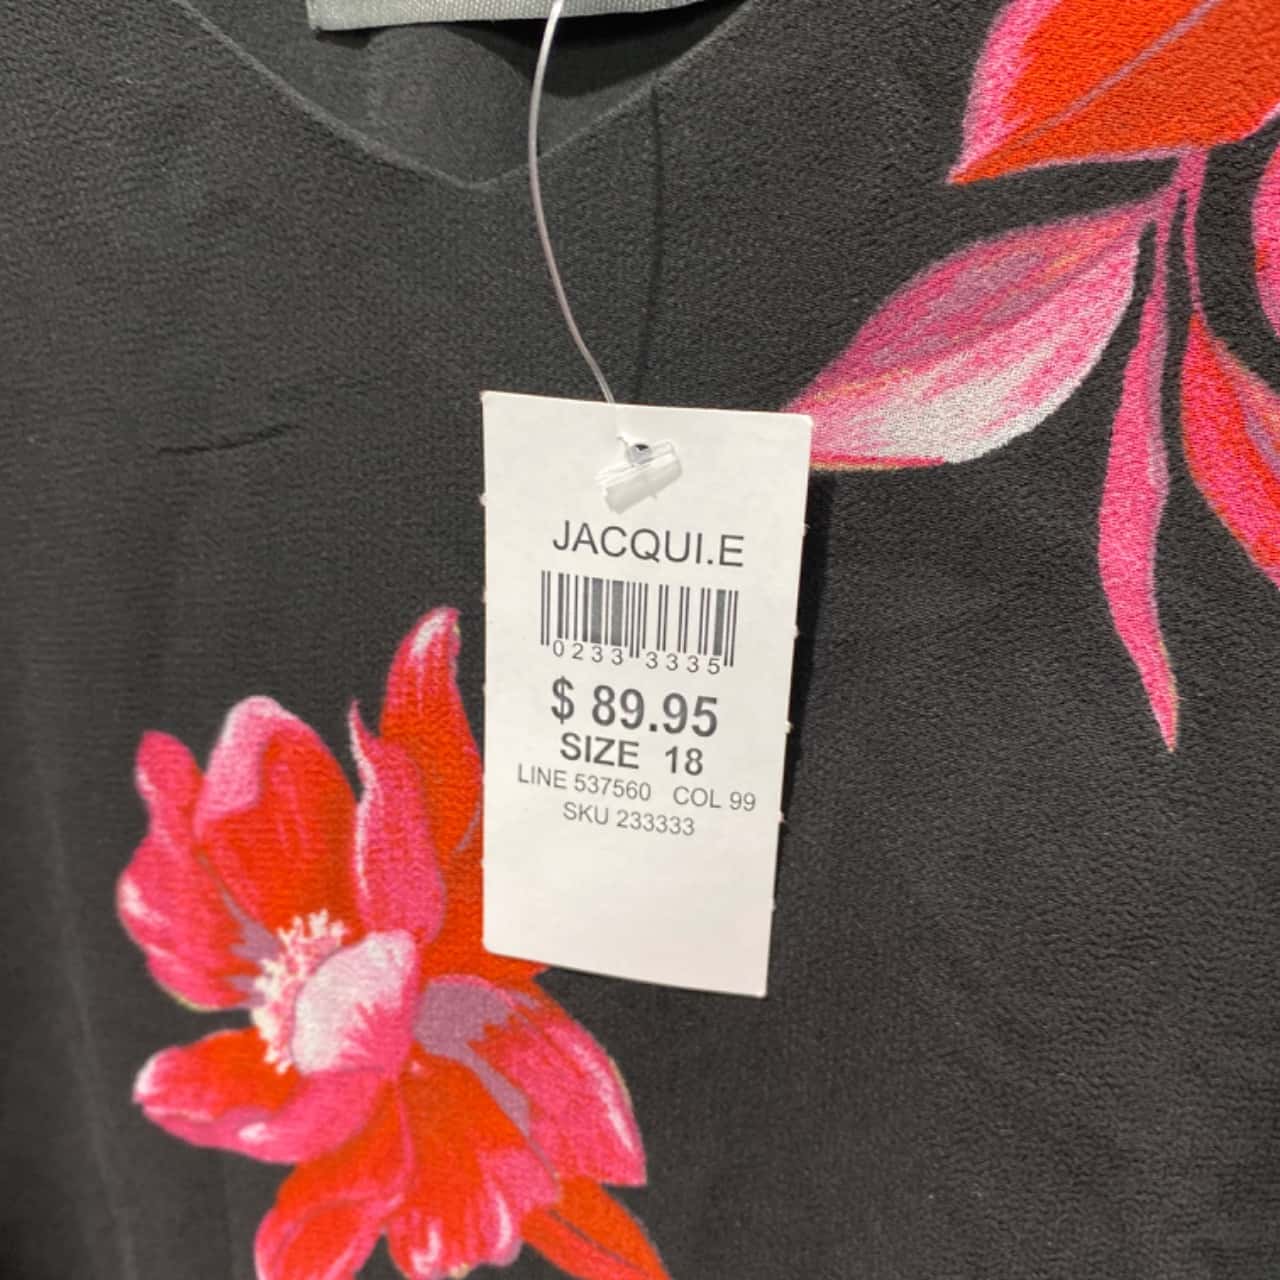 JACQUI.E
0233 3335
$ 89.95
SIZE 18
LINE 537560 COL 99
SKU 233333